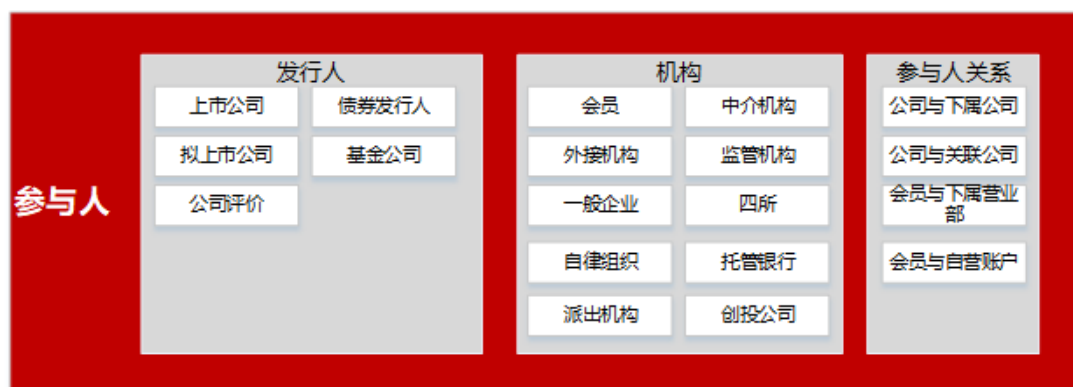 参与人
发行人
上市公司
债券发行人
拟上市公司
基金公司
公司评价
机构
会员
中介机构
外接机构
监管机构
一般企业
四所
自律组织
托管银行
派出机构
创投公司
参与人关系
公司与下属公司
公司与关联公司
会员与下属营业
部
会员与自营账户